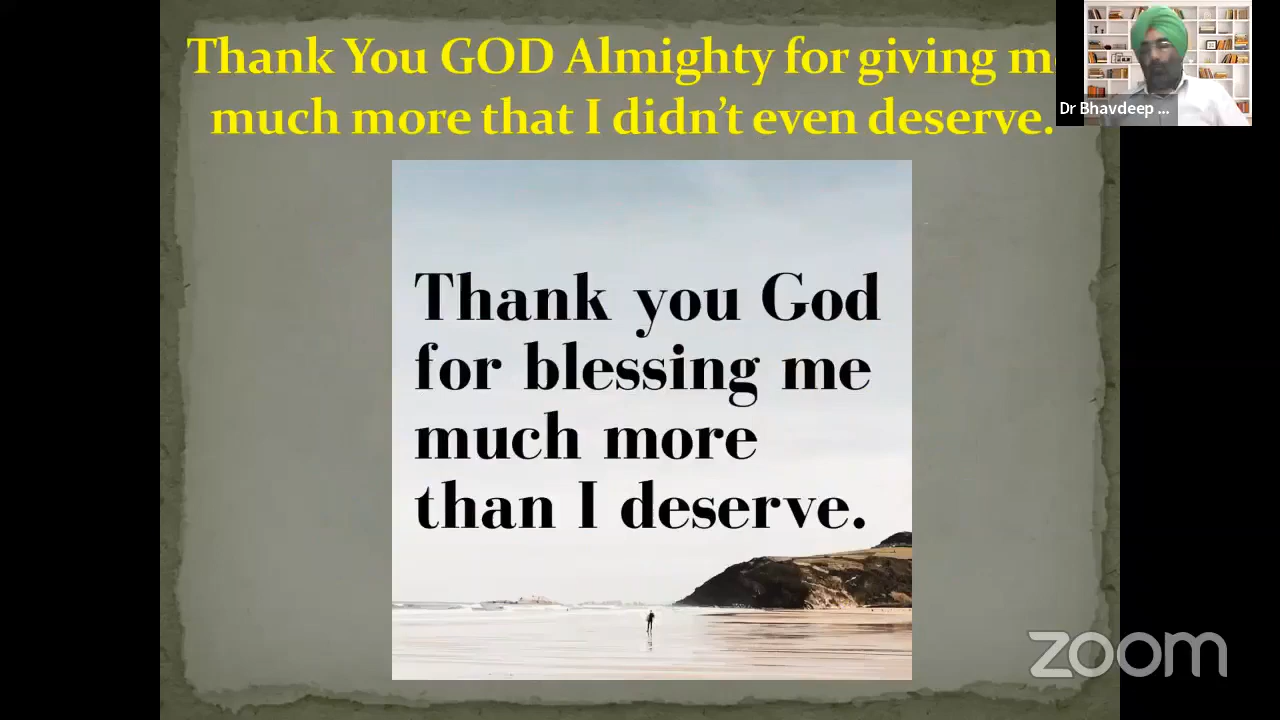 Thank You GOD Almighty for giving
much more that I didn’t even deserve.
Dr Bhavdeep ...
Thank you God
for blessing me
much more
than I deserve.
zoom